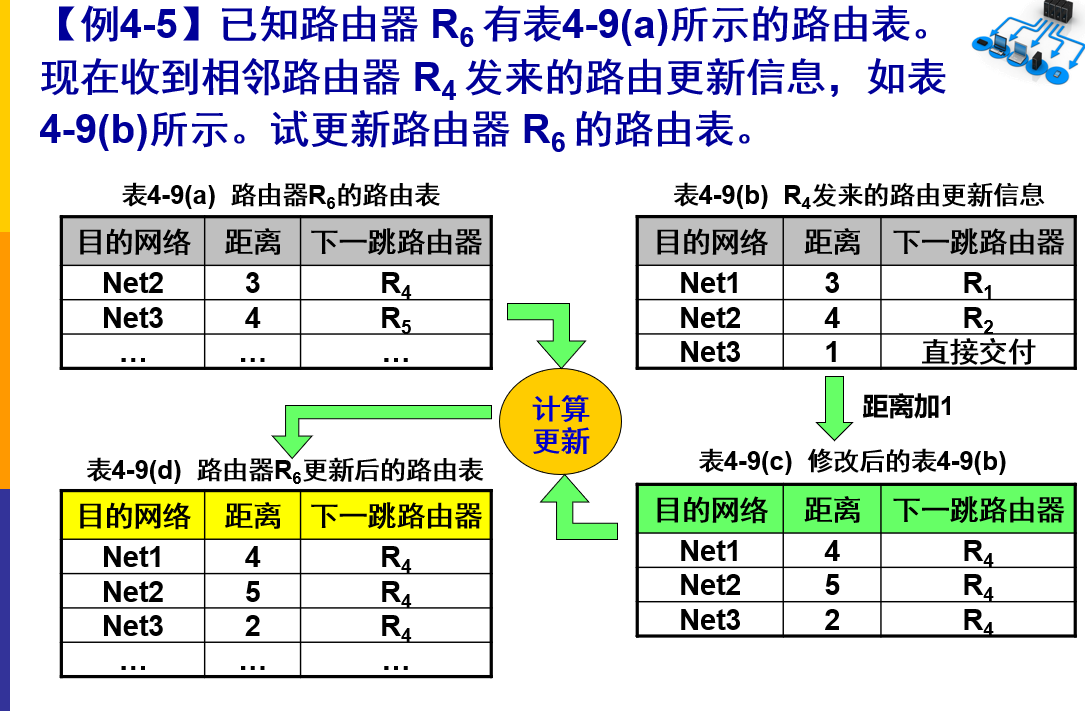 【例4-5】已知路由器 R6 有表4-9(a)所示的路由表。
现在收到相邻路由器 R4 发来的路由更新信息，如表
4-9(b)所示。试更新路由器 R6 的路由表。
表4-9(a) 路由器R6的路由表
目的网络 距离 下一跳路由器
Net2 3 R4
Net3 4 R5
… … …
表4-9(b) R4发来的路由更新信息
目的网络 距离 下一跳路由器
Net1 3 R1
Net2 4 R2
Net3 1 直接交付
计算
更新
距离加1
表4-9(d) 路由器R6更新后的路由表
目的网络 距离 下一跳路由器
Net1 4 R4
Net2 5 R4
Net3 2 R4
… … …
表4-9(c) 修改后的表4-9(b)
目的网络 距离 下一跳路由器
Net1 4 R4
Net2 5 R4
Net3 2 R4